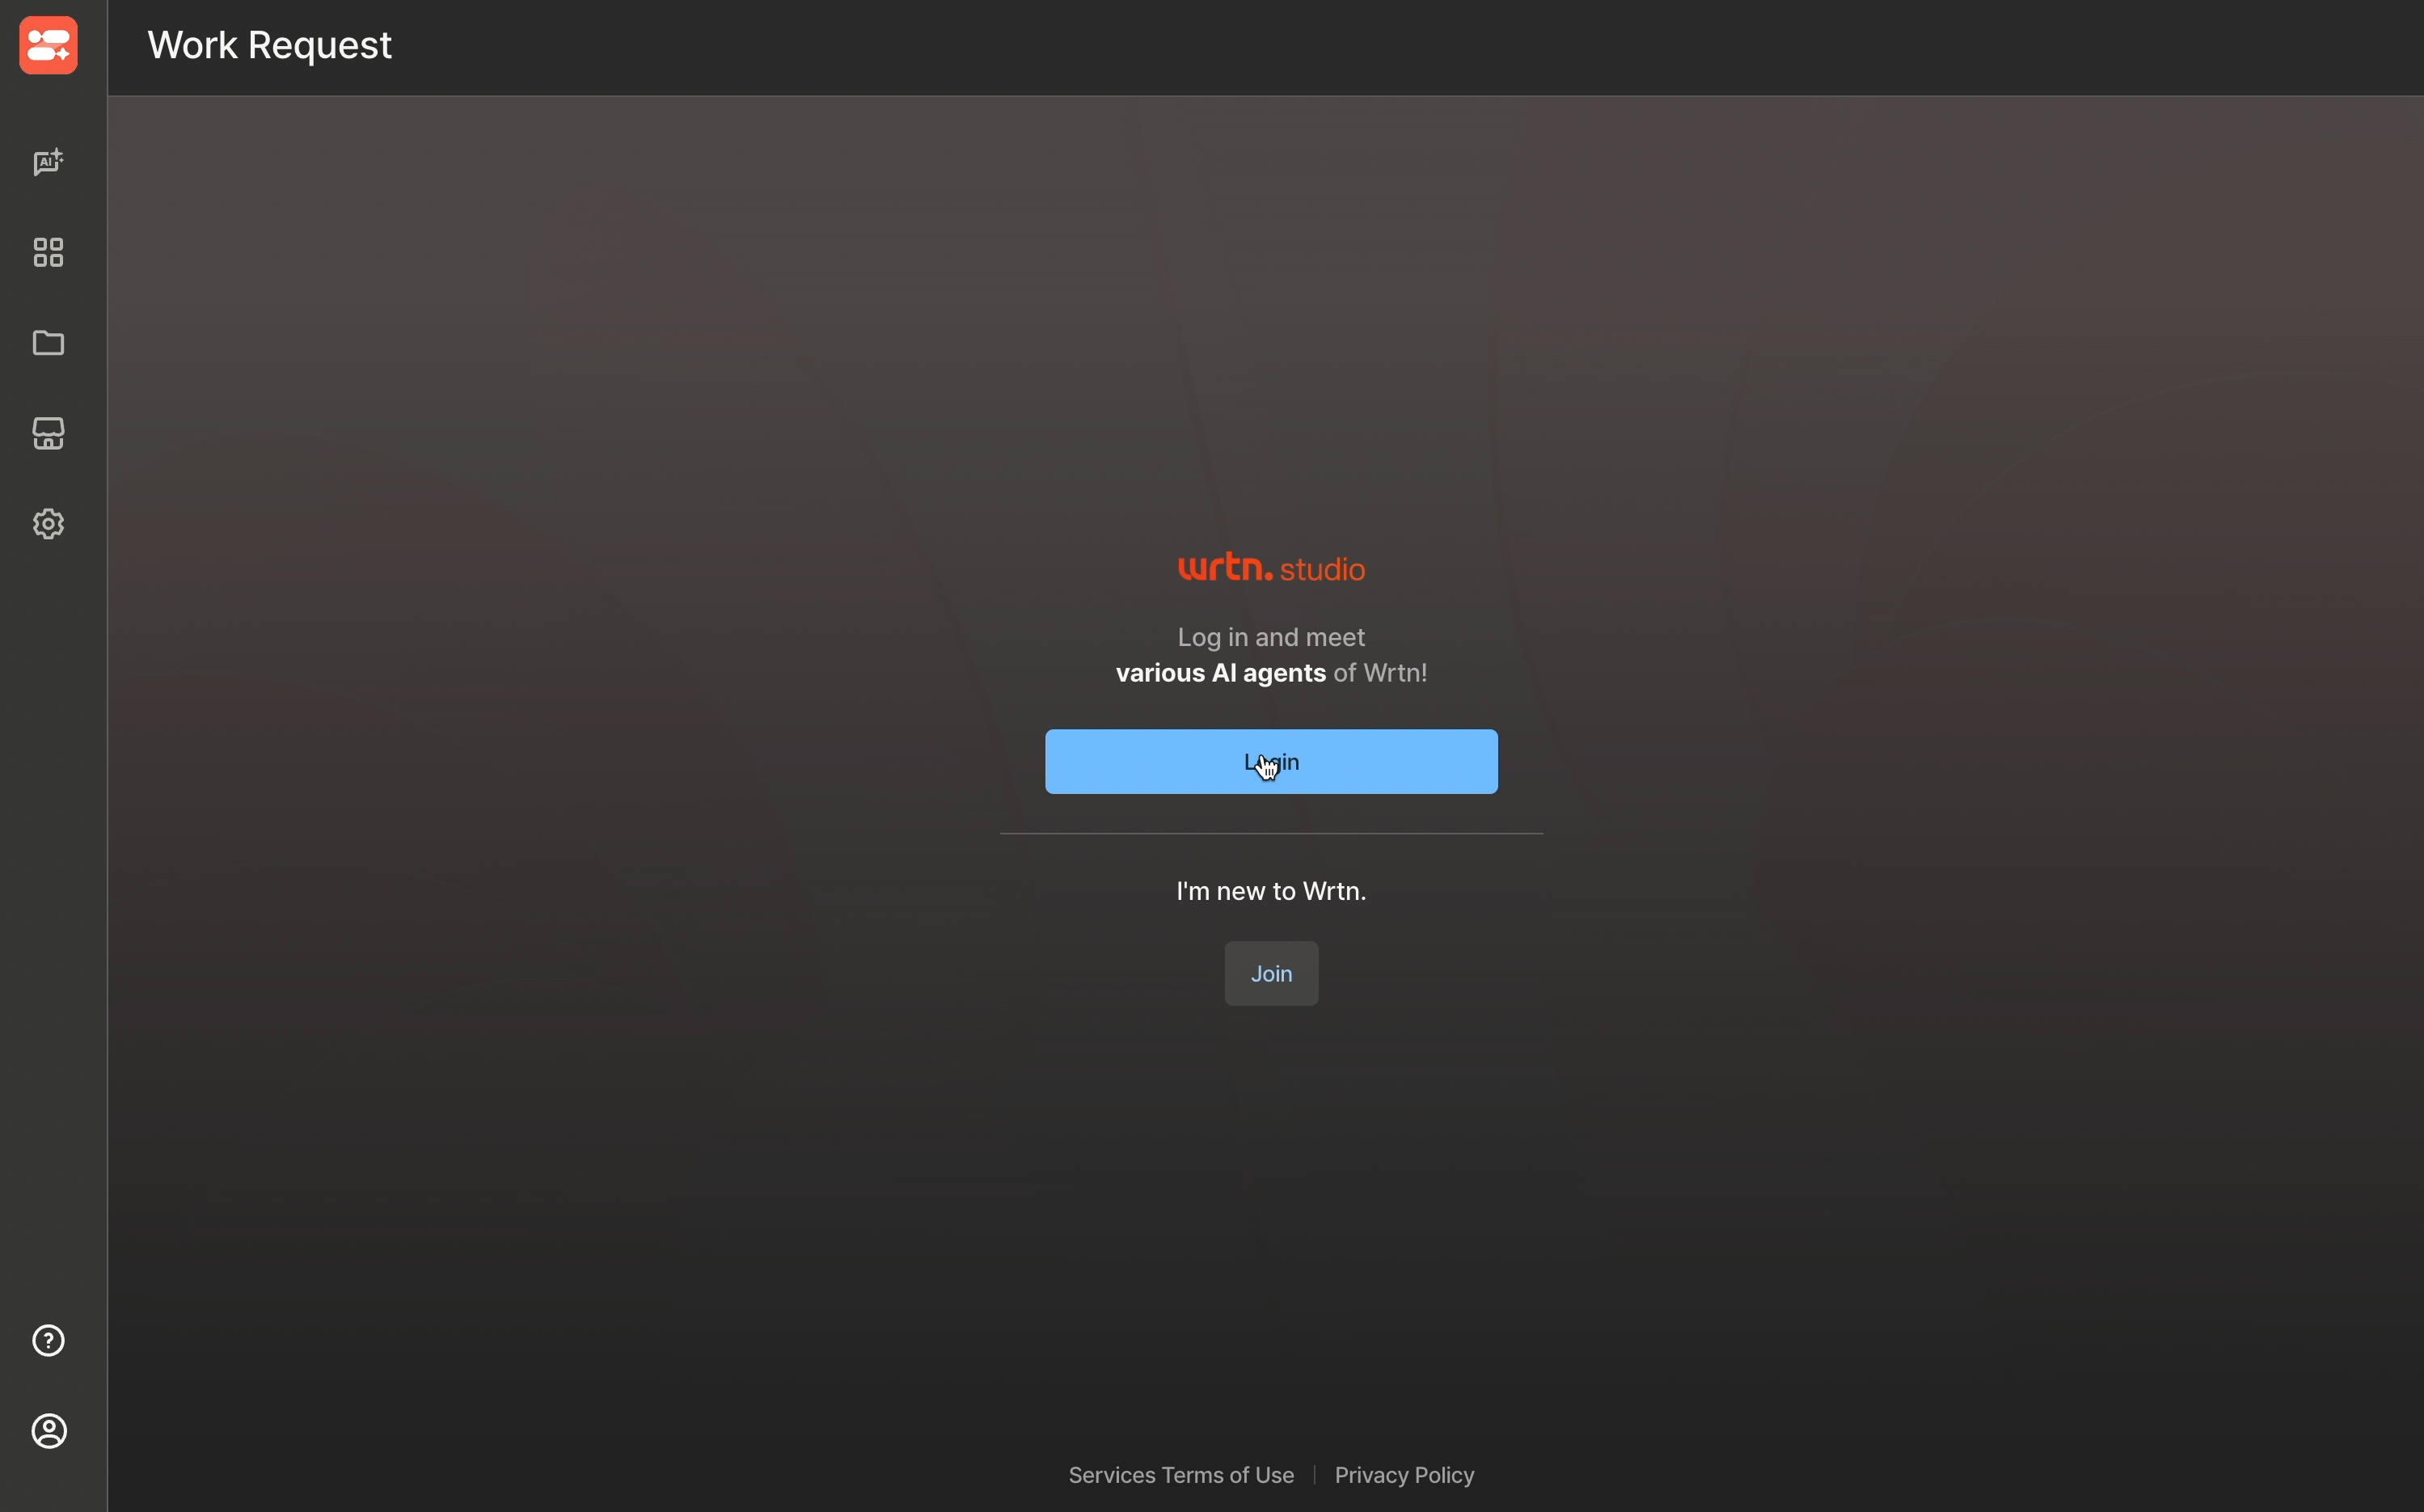 Work Request
AI
wrtn. studio
Log in and meet
various AI agents of Wrtn!
Login
I'm new to Wrtn.
Join
Services Terms of Use
Privacy Policy